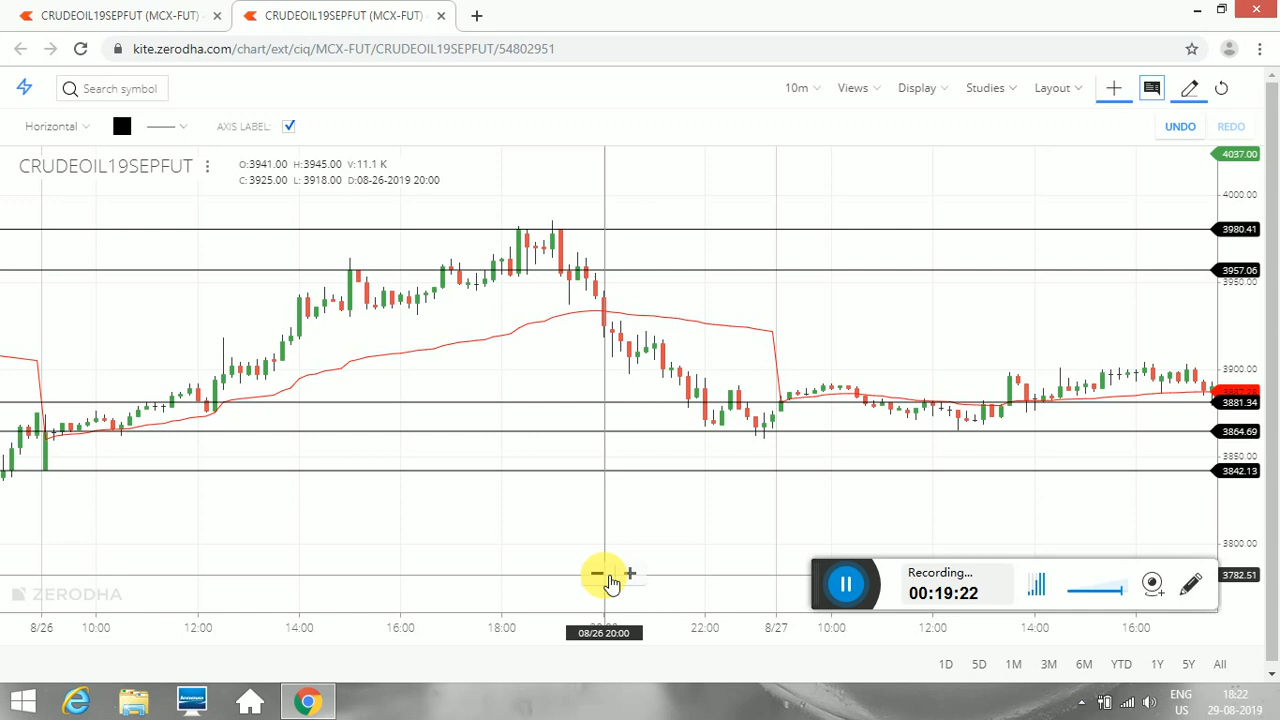 CRUDEOIL19SEPFUT (MCX-FUT) - CRUDEOIL19SEPFUT (MCX-FUT) -
kite.zerodha.com/chart/ext/ciq/MCX-FUT/CRUDEOIL19SEPFUT/54802951
Search symbol 10m Views Display Studies Layout
Horizontal AXIS LABEL: UNDO REDO
CRUDEOIL19SEPFUT
O:3941.00 H:3945.00 V:11.1 K
C:3925.00 L:3918.00 D:08-26-2019 20:00
4037.00
4000.00
3980.41
3957.06
3950.00
3900.00
3881.34
3864.69
3850.00
3842.13
3800.00
3782.51
ZERODHA
Recording...
00:19:22
8/26 10:00 12:00 14:00 16:00 18:00 22:00 8/27 10:00 12:00 14:00 16:00
08/26 20:00
1D 5D 1M 3M 6M YTD 1Y 5Y All
ENG 18:22
US 29-08-2019